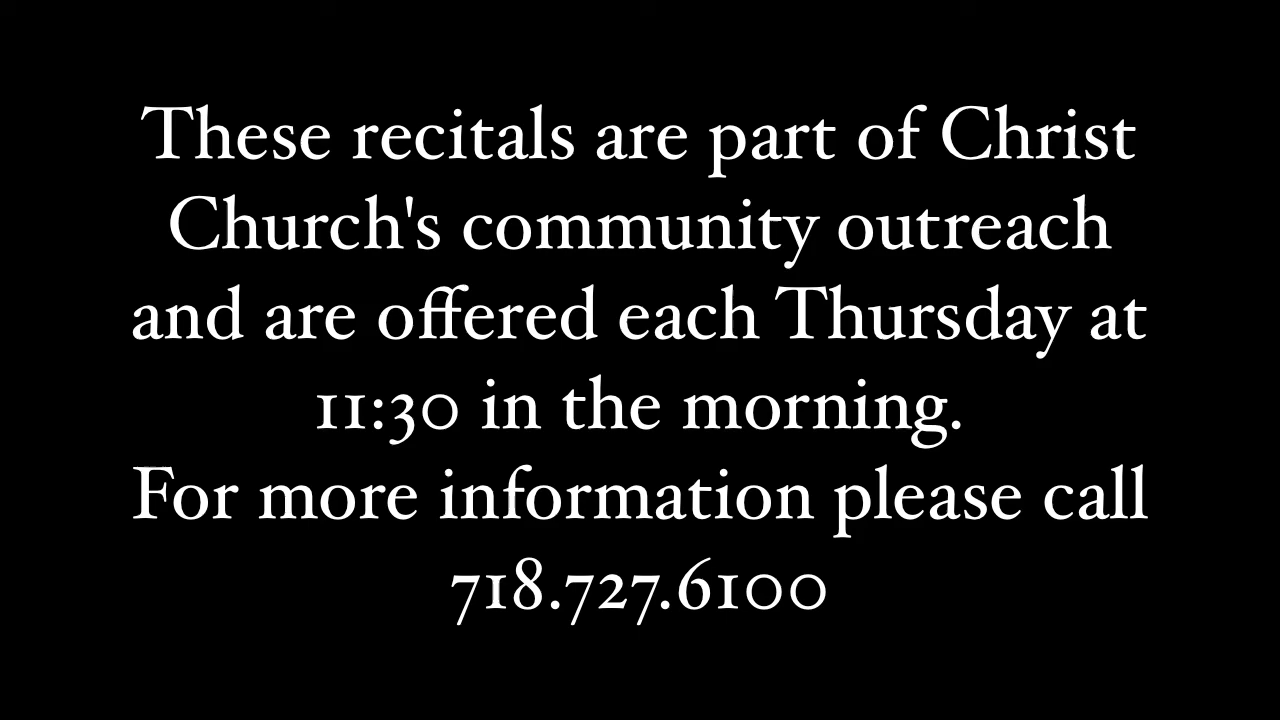 These recitals are part of Christ
Church's community outreach
and are offered each Thursday at
11:30 in the morning.
For more information please call
718.727.6100